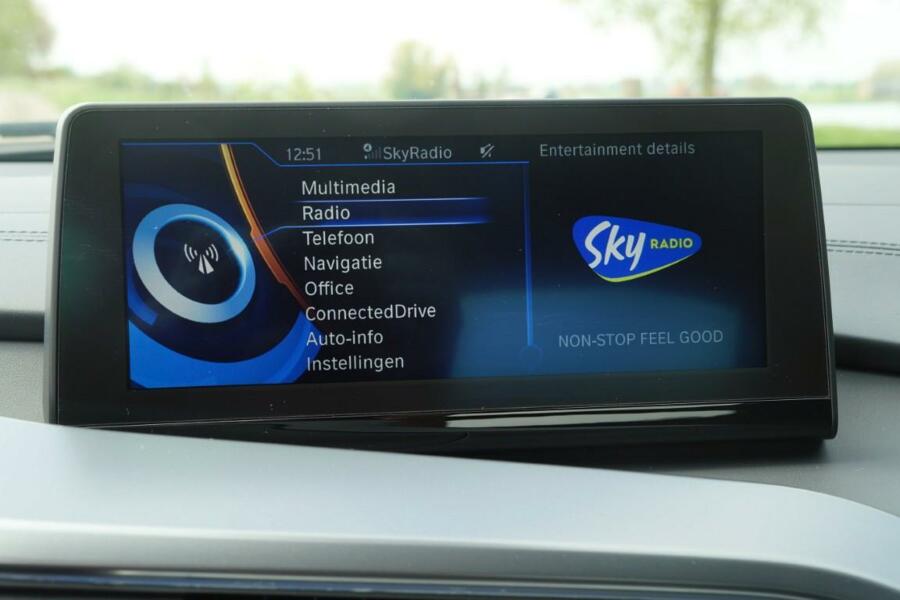 12:51 SkyRadio
Entertainment details
Multimedia
Radio
Telefoon
Navigatie
Office
ConnectedDrive
Auto-info
Instellingen
Sky RADIO
NON-STOP FEEL GOOD